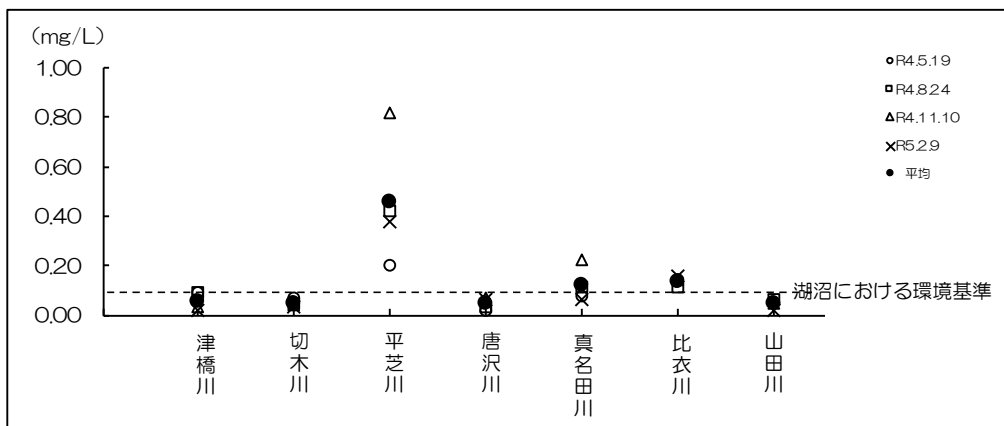 (mg/L)
1.00
0.80
0.60
0.40
0.20
0.00
R4.5.19
R4.8.24
R4.11.10
R5.2.9
平均
湖沼における環境基準
津橋川
切木川
平芝川
唐沢川
真名田川
比衣川
山田川